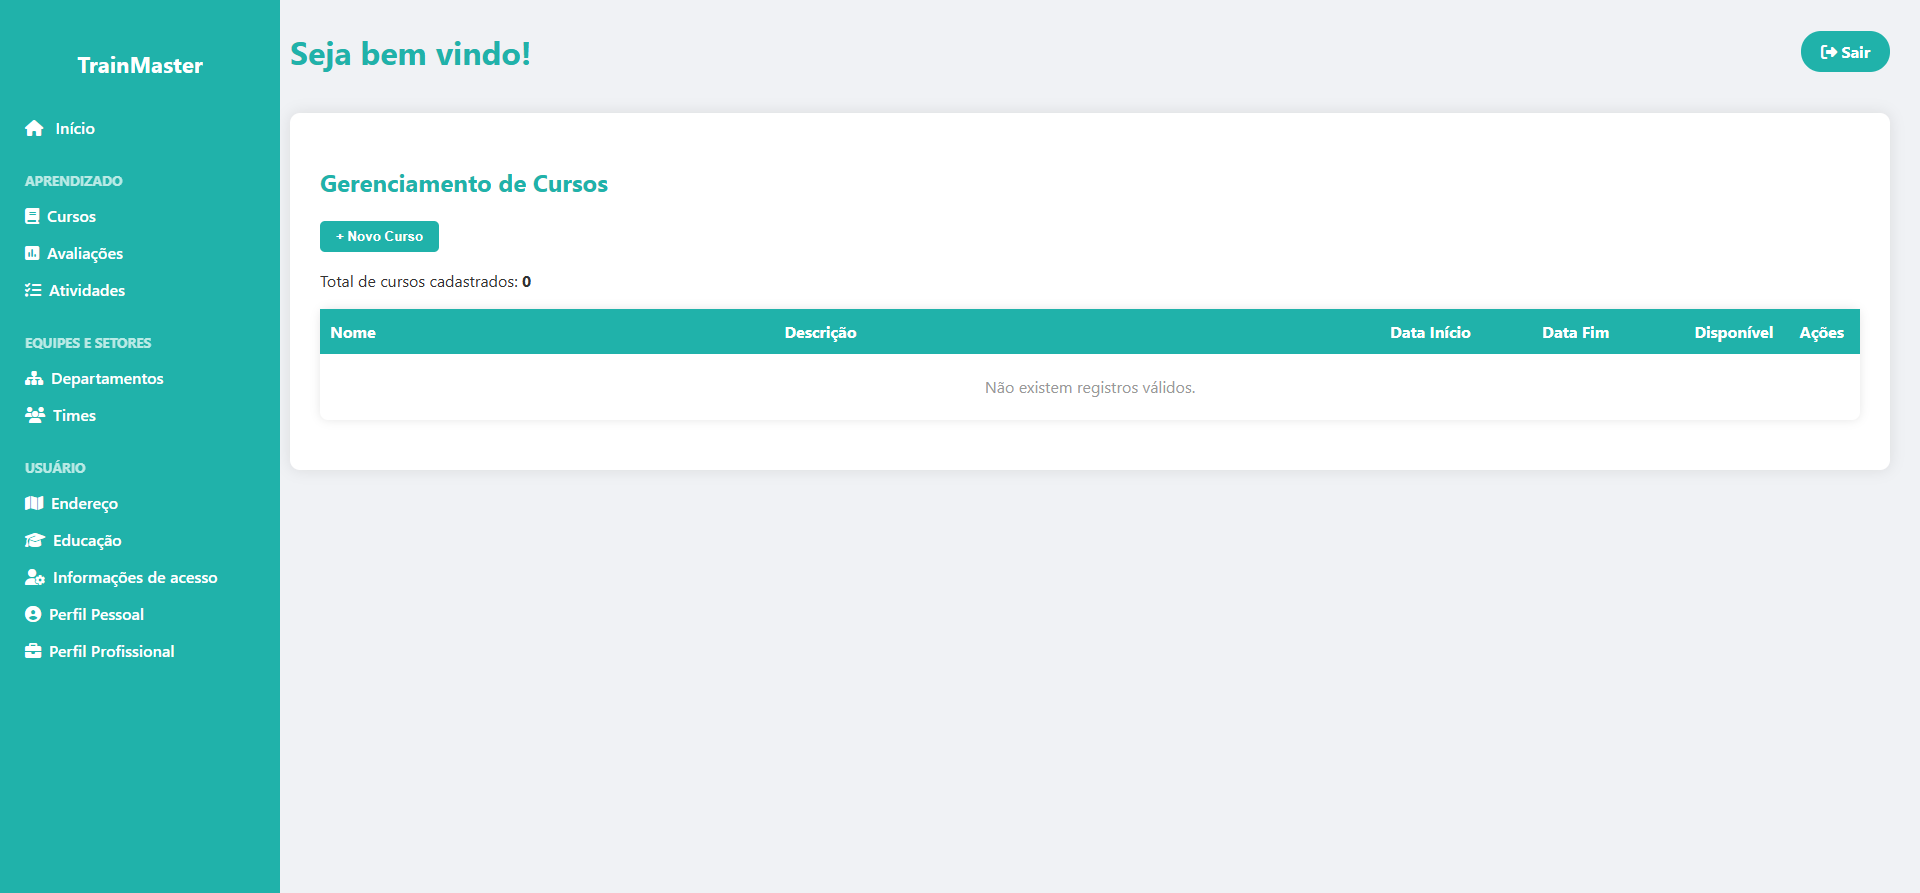 TrainMaster
Início
APRENDIZADO
Cursos
Avaliações
Atividades
EQUIPES E SETORES
Departamentos
Times
USUÁRIO
Endereço
Educação
Informações de acesso
Perfil Pessoal
Perfil Profissional
Seja bem vindo!
Sair
Gerenciamento de Cursos
+ Novo Curso
Total de cursos cadastrados: 0
Nome Descrição Data Início Data Fim Disponível Ações
Não existem registros válidos.